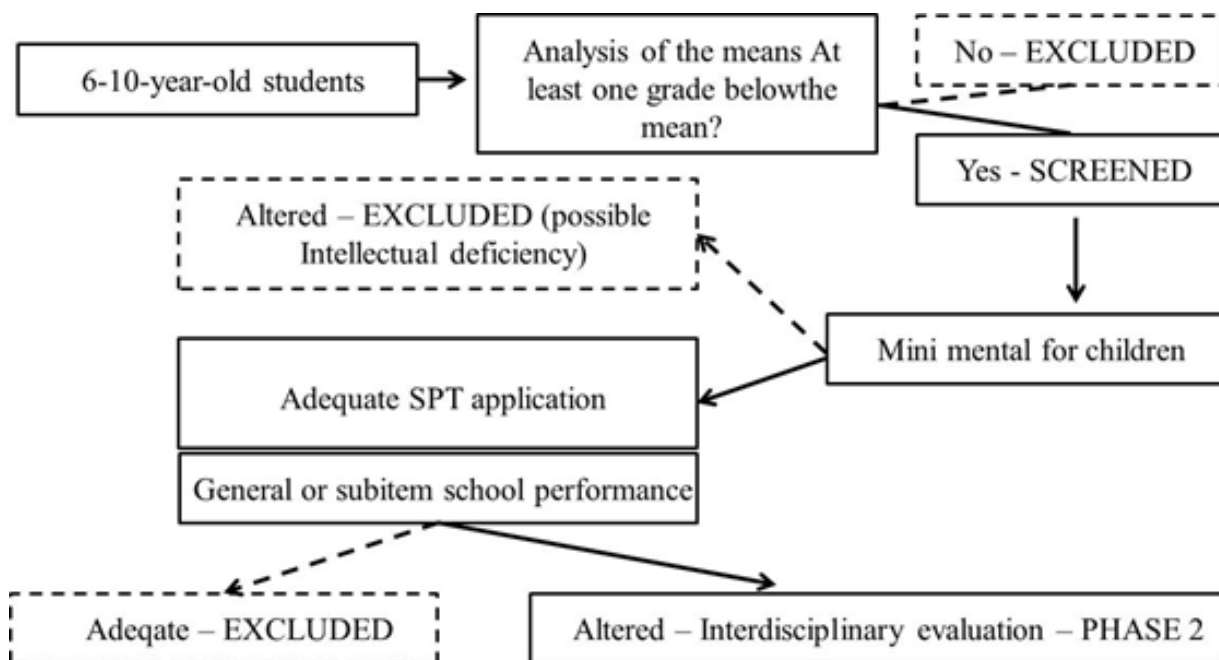 6-10-year-old students
Analysis of the means At
least one grade belowthe
mean?
No – EXCLUDED
Yes - SCREENED
Altered – EXCLUDED (possible
Intellectual deficiency)
Mini mental for children
Adequate SPT application
General or subitem school performance
Adeqate – EXCLUDED
Altered – Interdisciplinary evaluation – PHASE 2